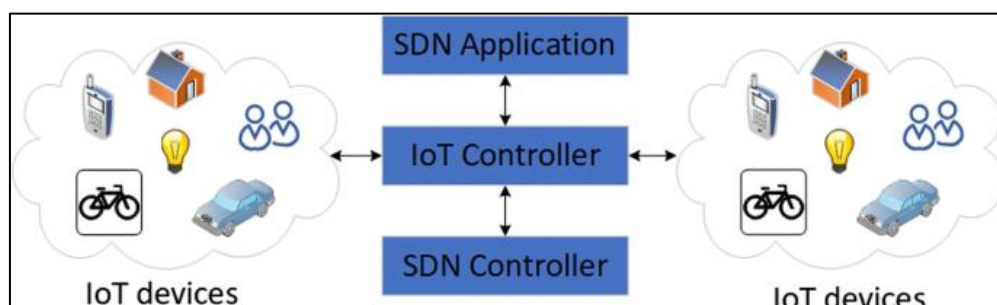 SDN Application
IoT Controller
SDN Controller
IoT devices
IoT devices